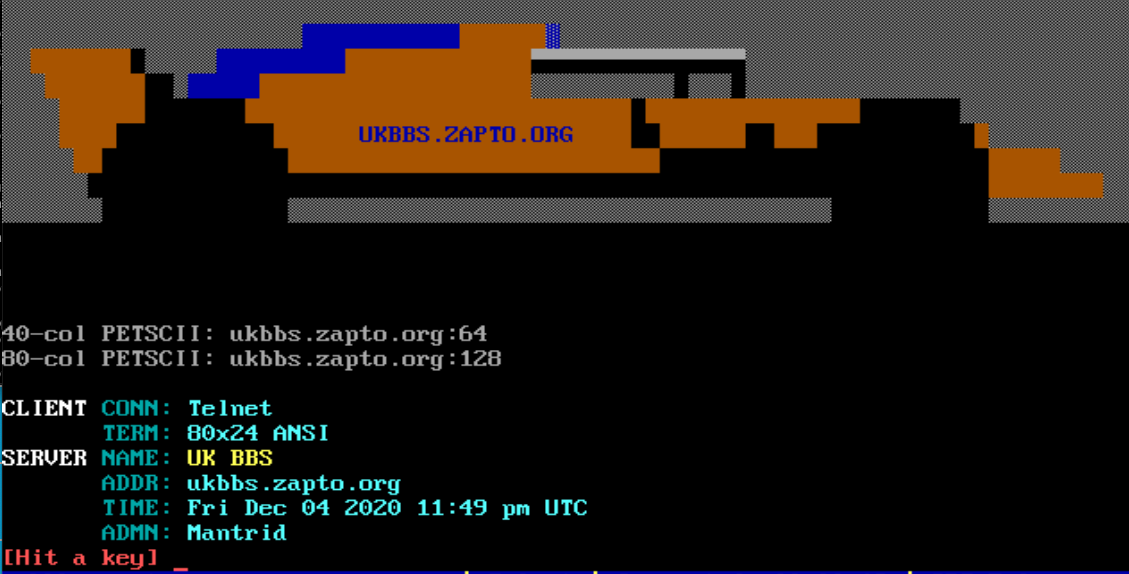 UKBBS.ZAPTO.ORG
40-col PETSCII: ukbbs.zapto.org:64
80-col PETSCII: ukbbs.zapto.org:128
CLIENT CONN: Telnet
TERM: 80x24 ANSI
SERVER NAME: UK BBS
ADDR: ukbbs.zapto.org
TIME: Fri Dec 04 2020 11:49 pm UTC
ADMN: Mantrid
[Hit a key] _